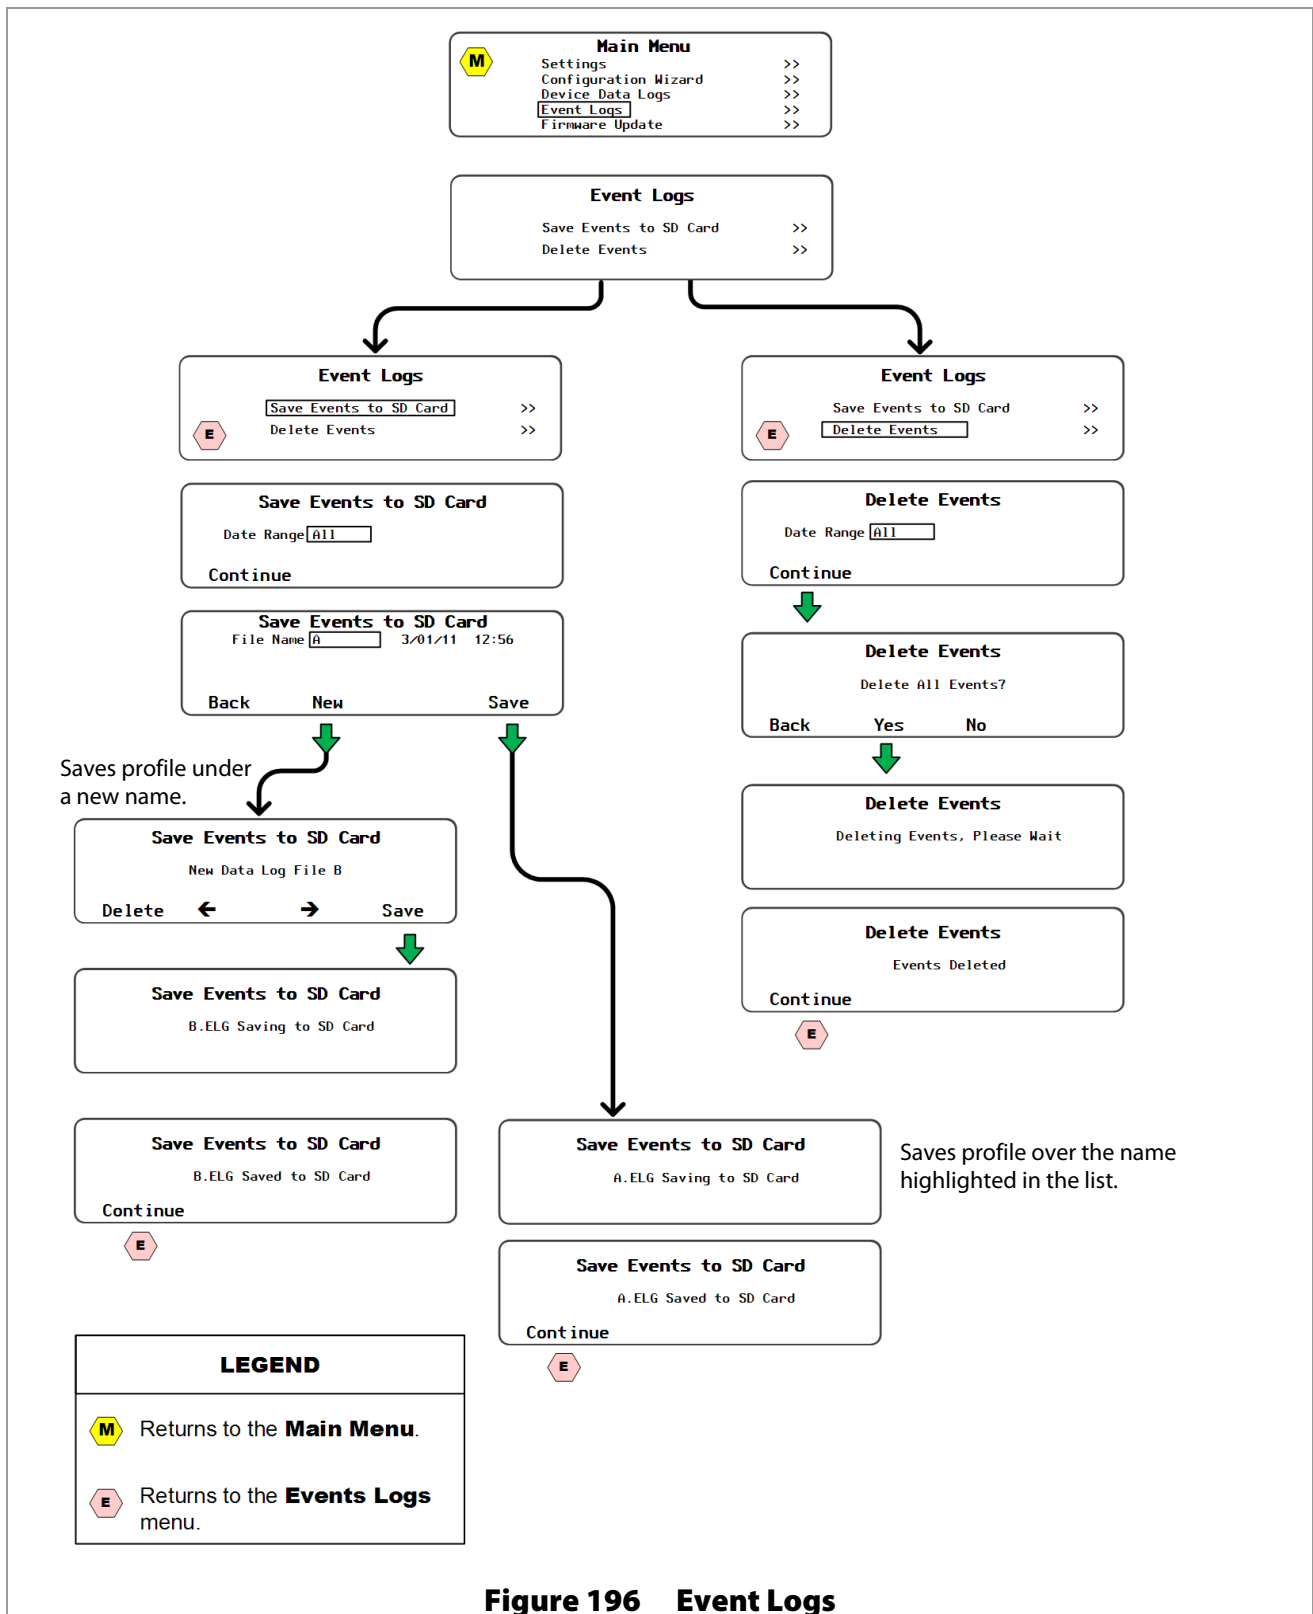 Main Menu
M
Settings >>
Configuration Wizard >>
Device Data Logs >>
Event Logs >>
Firmware Update >>
Event Logs
Save Events to SD Card >>
Delete Events >>
Event Logs
Save Events to SD Card >>
E Delete Events >>
Save Events to SD Card
Date Range All
Continue
Save Events to SD Card
File Name A 3/01/11 12:56
Back New Save
Saves profile under
a new name.
Save Events to SD Card
New Data Log File B
Delete ← → Save
Save Events to SD Card
B.ELG Saving to SD Card
Save Events to SD Card
B.ELG Saved to SD Card
Continue
E
Save Events to SD Card
A.ELG Saving to SD Card
Saves profile over the name
highlighted in the list.
Save Events to SD Card
A.ELG Saved to SD Card
Continue
E
Event Logs
Save Events to SD Card >>
E Delete Events >>
Delete Events
Date Range All
Continue
Delete Events
Delete All Events?
Back Yes No
Delete Events
Deleting Events, Please Wait
Delete Events
Events Deleted
Continue
E
LEGEND
M Returns to the Main Menu.
E Returns to the Events Logs
menu.
Figure 196 Event Logs